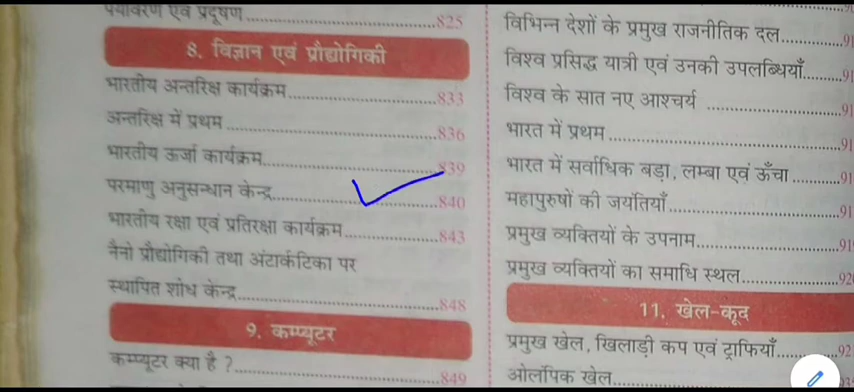 पर्यावरण एवं प्रदूषण....................825
8. विज्ञान एवं प्रौद्योगिकी
भारतीय अन्तरिक्ष कार्यक्रम....................833
अन्तरिक्ष में प्रथम....................836
भारतीय ऊर्जा कार्यक्रम....................839
परमाणु अनुसन्धान केन्द्र....................840
भारतीय रक्षा एवं प्रतिरक्षा कार्यक्रम....................843
नैनो प्रौद्योगिकी तथा अंटार्कटिका पर
स्थापित शोध केन्द्र....................848
9. कम्प्यूटर
कम्प्यूटर क्या है ?....................849
विभिन्न देशों के प्रमुख राजनीतिक दल
विश्व प्रसिद्ध यात्री एवं उनकी उपलब्धियाँ
विश्व के सात नए आश्चर्य
भारत में प्रथम
भारत में सर्वाधिक बड़ा, लम्बा एवं ऊँचा
महापुरुषों की जयंतियाँ
प्रमुख व्यक्तियों के उपनाम
प्रमुख व्यक्तियों का समाधि स्थल
11. खेल-कूद
प्रमुख खेल, खिलाड़ी कप एवं ट्राफियाँ
ओलंपिक खेल